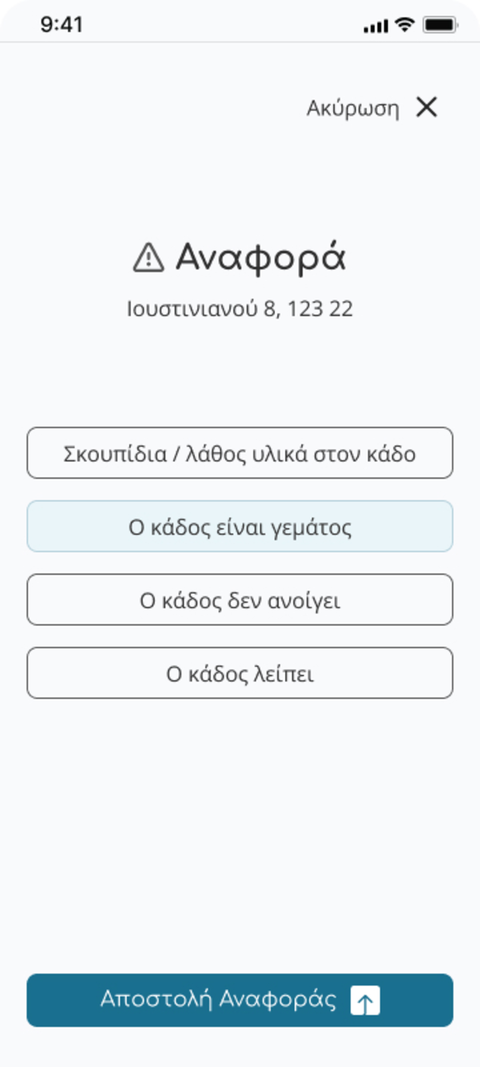 9:41
Ακύρωση
Αναφορά
Ιουστινιανού 8, 123 22
Σκουπίδια / λάθος υλικά στον κάδο
Ο κάδος είναι γεμάτος
Ο κάδος δεν ανοίγει
Ο κάδος λείπει
Αποστολή Αναφοράς